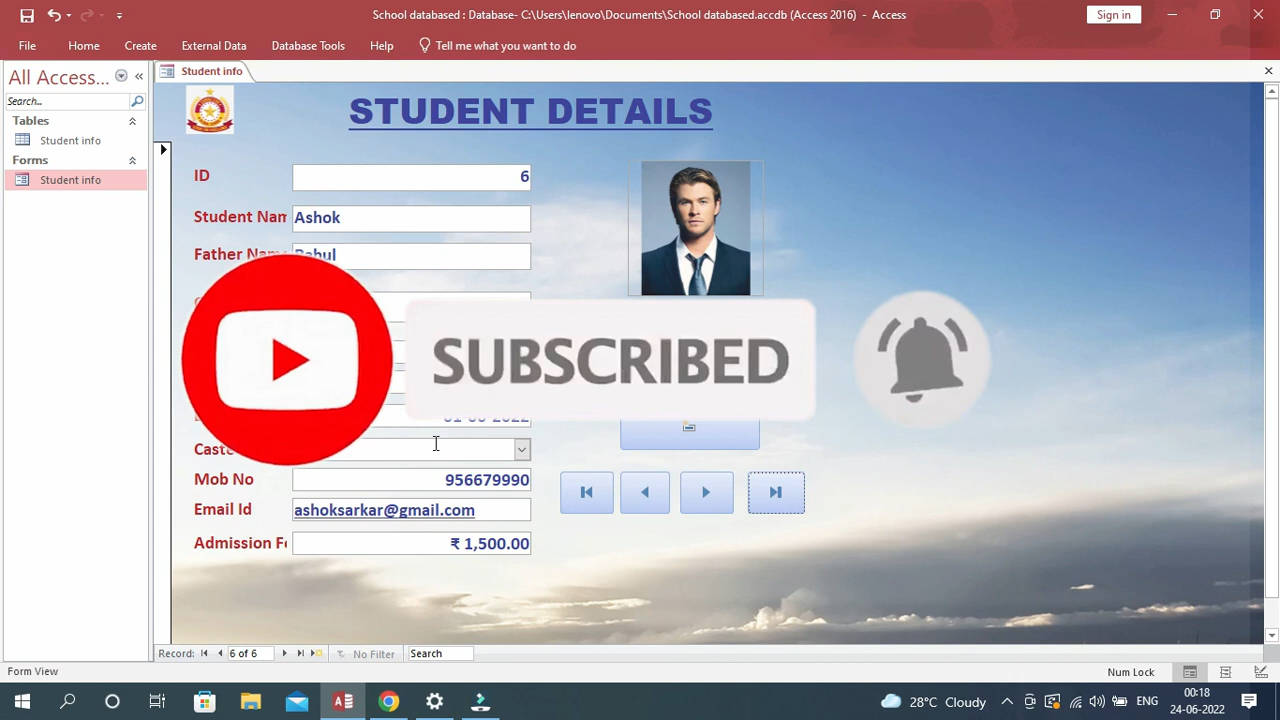 School databased : Database- C:\Users\lenovo\Documents\School databased.accdb (Access 2016) - Access
Sign in
File Home Create External Data Database Tools Help Tell me what you want to do
All Access...
Search...
Tables
Student info
Forms
Student info
Student info
STUDENT DETAILS
ID 6
Student Nam Ashok
Father Name Rahul
SUBSCRIBED
01-06-2022
Caste
Mob No 956679990
Email Id ashoksarkar@gmail.com
Admission Fe ₹ 1,500.00
Record: 6 of 6 No Filter Search
Form View
Num Lock
28°C Cloudy
ENG
00:18
24-06-2022